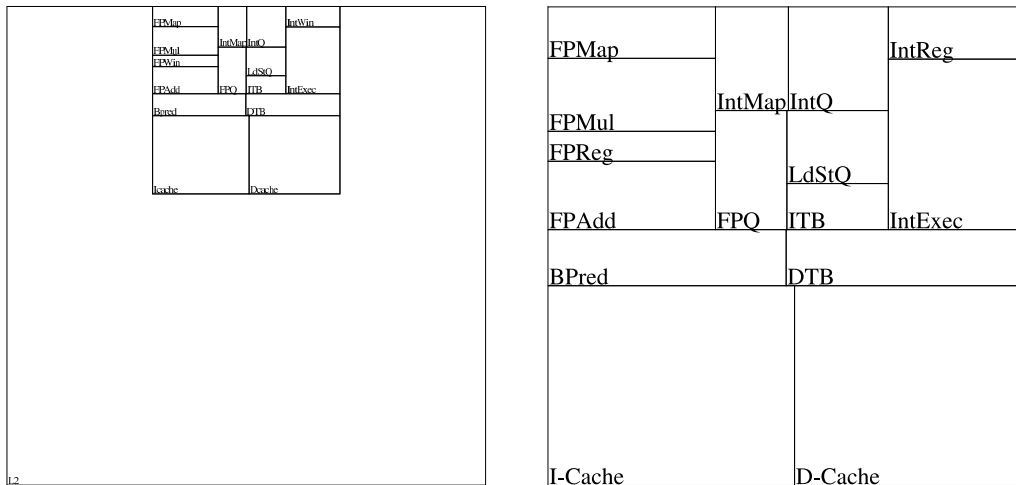 FPMap
IntWin
IntMap
IntQ
FPMul
FPWin
LdStQ
FPAdd
FPQ
ITB
IntExec
Bpred
DTB
Icache
Dcache
L2
FPMap
IntReg
IntMap
IntQ
FPMul
FPReg
LdStQ
FPAdd
FPQ
ITB
IntExec
BPred
DTB
I-Cache
D-Cache